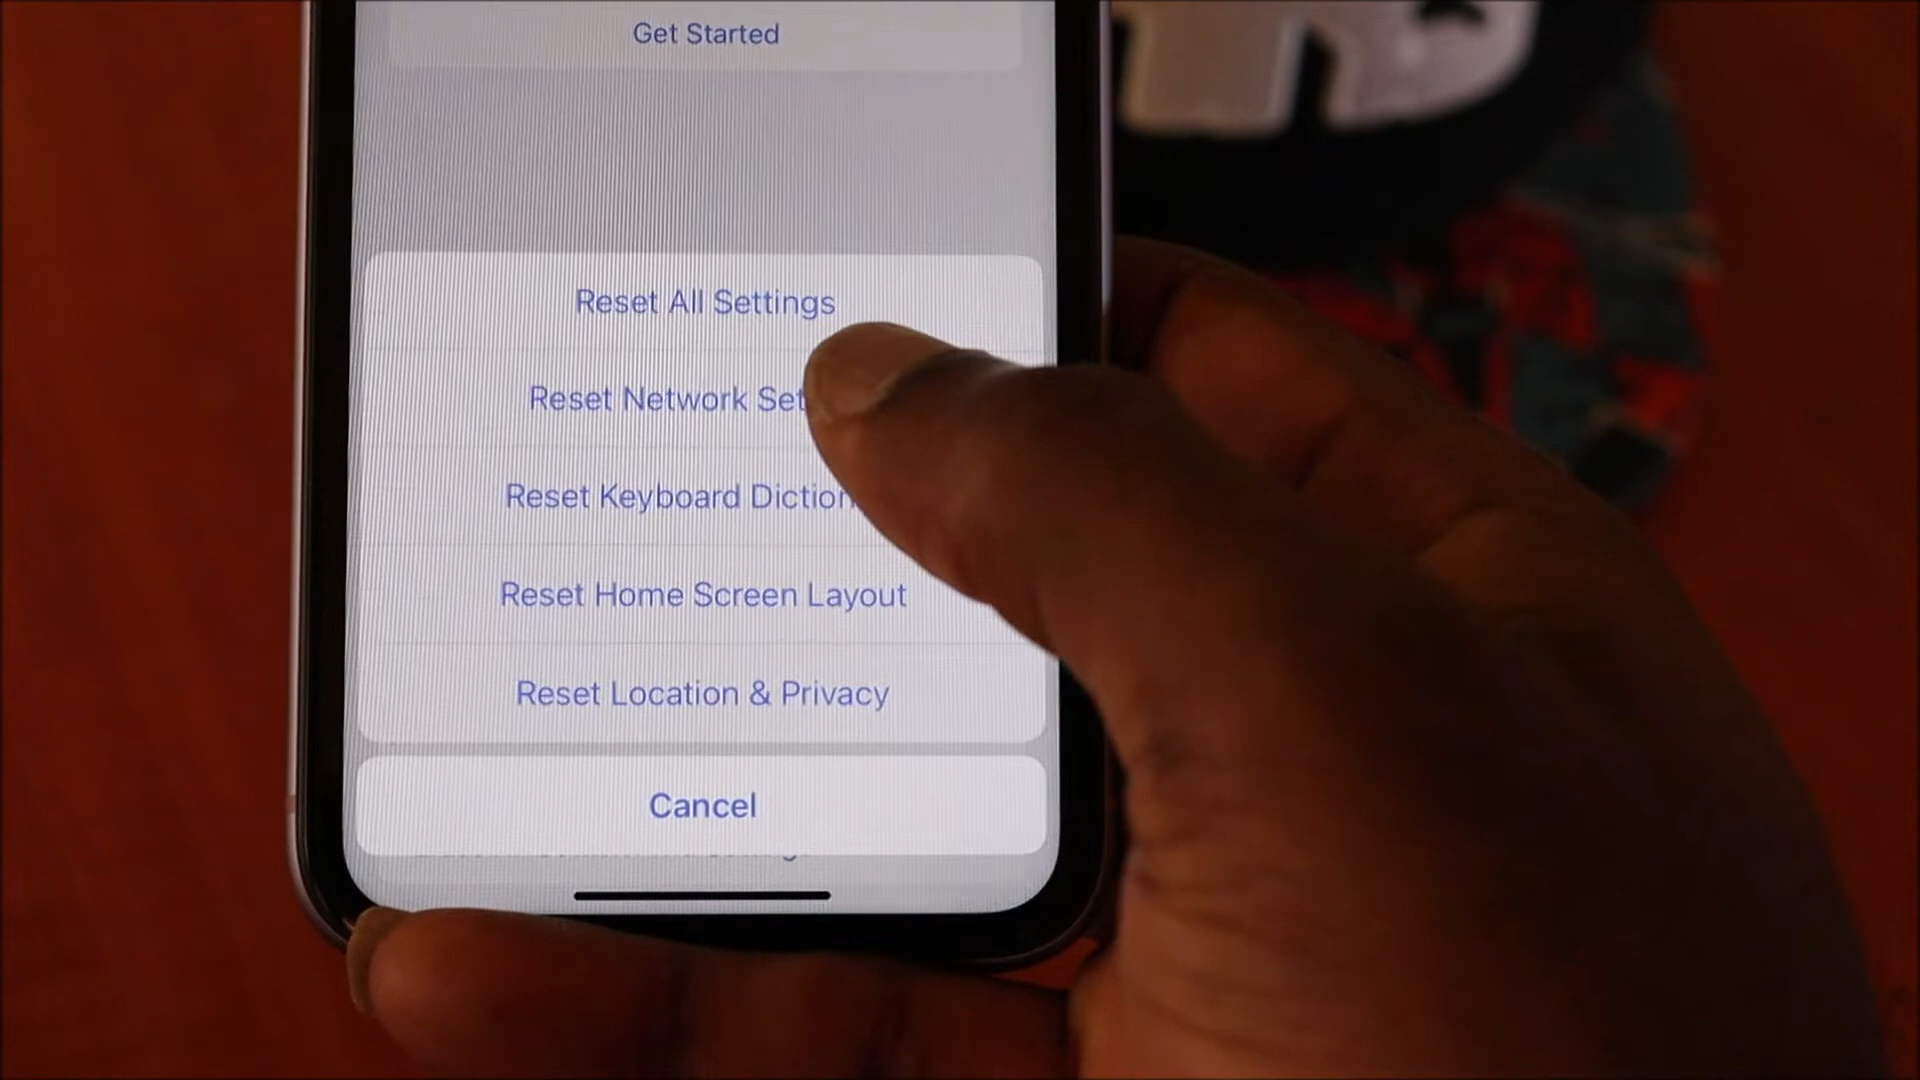 Get Started
Reset All Settings
Reset Network Set
Reset Keyboard Diction
Reset Home Screen Layout
Reset Location & Privacy
Cancel